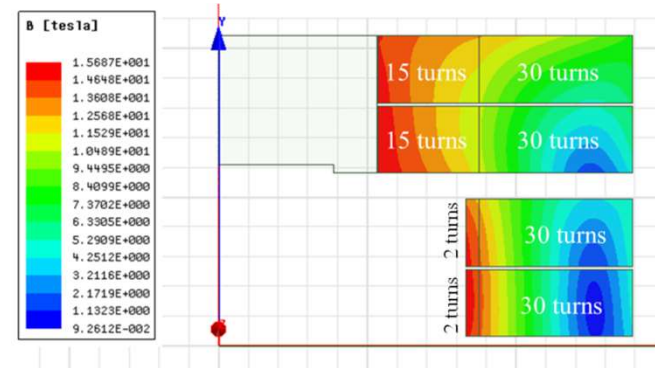 B [tesla]
1.5687E+001
1.4648E+001
1.3608E+001
1.2568E+001
1.1529E+001
1.0489E+001
9.4495E+000
8.4099E+000
7.3702E+000
6.3305E+000
5.2909E+000
4.2512E+000
3.2116E+000
2.1719E+000
1.1323E+000
9.2612E-002
Y
15 turns 30 turns
15 turns 30 turns
2 turns 30 turns
2 turns 30 turns